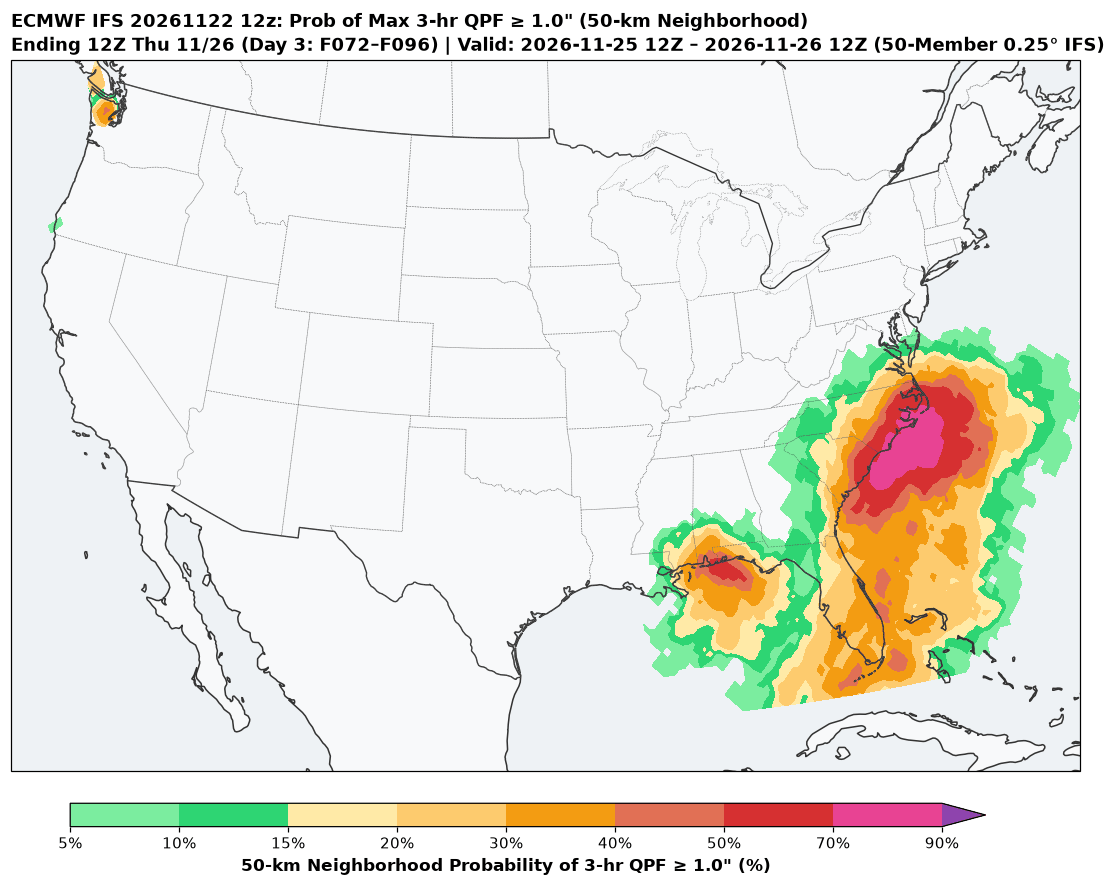 ECMWF IFS 20261122 12z: Prob of Max 3-hr QPF ≥ 1.0" (50-km Neighborhood)
Ending 12Z Thu 11/26 (Day 3: F072–F096) | Valid: 2026-11-25 12Z – 2026-11-26 12Z (50-Member 0.25° IFS)
5% 10% 15% 20% 30% 40% 50% 70% 90%
50-km Neighborhood Probability of 3-hr QPF ≥ 1.0" (%)